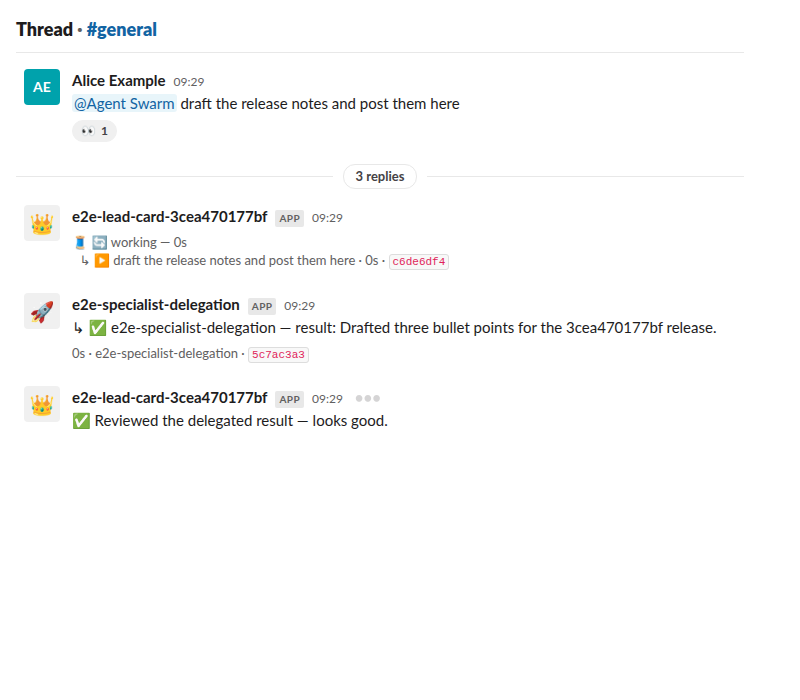 Thread • #general
AE
Alice Example 09:29
@Agent Swarm draft the release notes and post them here
👀 1
3 replies
e2e-lead-card-3cea470177bf APP 09:29
🧵 🔄 working — 0s
↳ ▶️ draft the release notes and post them here · 0s · c6de6df4
e2e-specialist-delegation APP 09:29
↳ ✅ e2e-specialist-delegation — result: Drafted three bullet points for the 3cea470177bf release.
0s · e2e-specialist-delegation · 5c7ac3a3
e2e-lead-card-3cea470177bf APP 09:29
✅ Reviewed the delegated result — looks good.